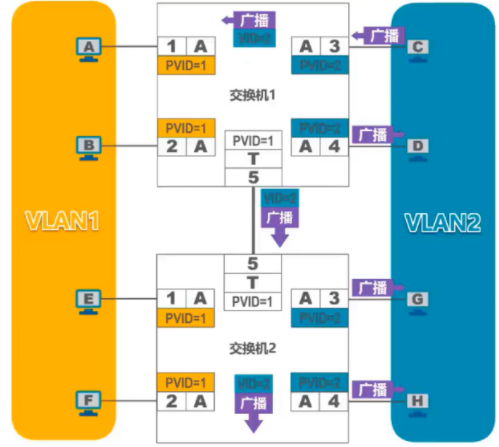 广播
VID=2
A
1 A
PVID=1
A 3
PVID=2
广播
C
交换机1
B
PVID=1
2 A
PVID=1
T
5
PVID=2
A 4
广播
D
VLAN1
VLAN2
VID=2
广播
5
T
PVID=1
E
1 A
PVID=1
A 3
PVID=2
广播
G
交换机2
F
PVID=1
2 A
VID=2
广播
PVID=2
A 4
广播
H